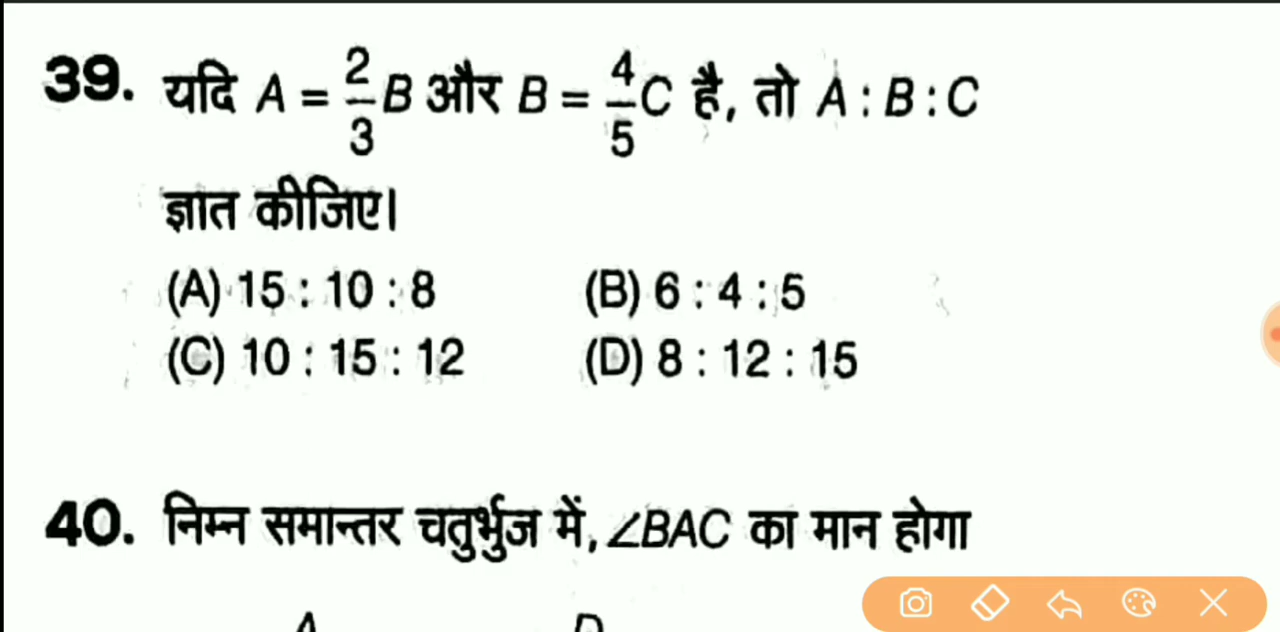 39. यदि A = 2/3 B और B = 4/5 C है, तो A : B : C
ज्ञात कीजिए।
(A) 15 : 10 : 8 (B) 6 : 4 : 5
(C) 10 : 15 : 12 (D) 8 : 12 : 15
40. निम्न समान्तर चतुर्भुज में, ∠BAC का मान होगा
A D